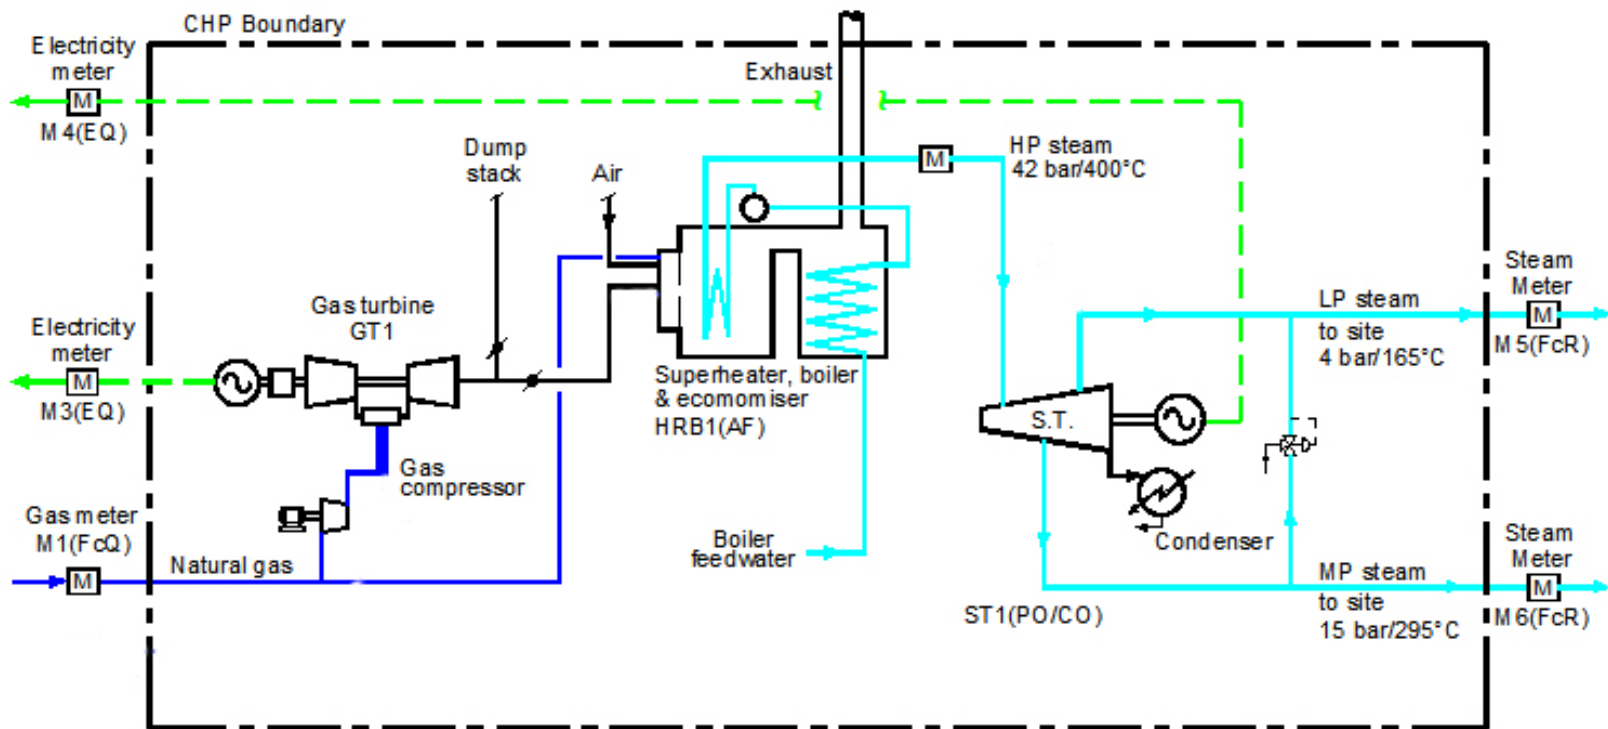 CHP Boundary
Electricity
meter
M
M4(EQ)
Exhaust
Dump
stack
Air
M
HP steam
42 bar/400°C
Gas turbine
GT1
Electricity
meter
M
M3(EQ)
Superheater, boiler
& ecomomiser
HRB1(AF)
S.T.
LP steam
to site
4 bar/165°C
Steam
Meter
M
M5(FcR)
Gas
compressor
Gas meter
M1(FcQ)
M
Natural gas
Boiler
feedwater
Condenser
ST1(PO/CO)
MP steam
to site
15 bar/295°C
Steam
Meter
M
M6(FcR)